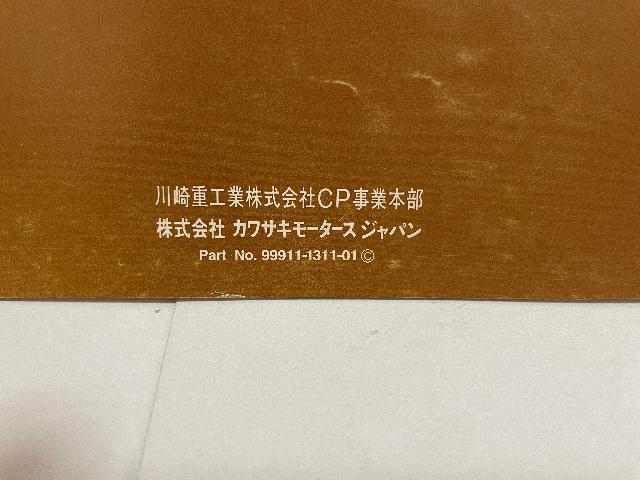 川崎重工業株式会社CP事業本部
株式会社 カワサキモータースジャパン
Part No. 99911-1311-01 ©